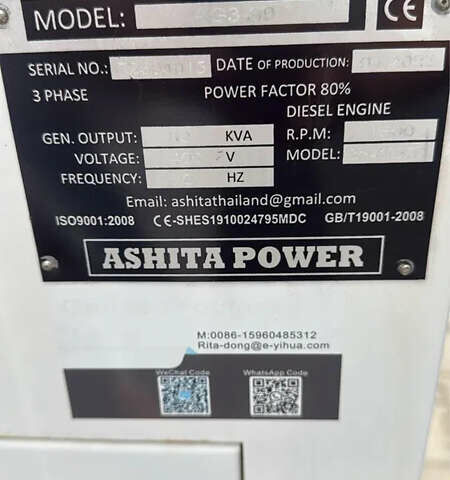 MODEL:
CE
SERIAL NO.: DATE OF PRODUCTION:
3 PHASE POWER FACTOR 80%
DIESEL ENGINE
GEN. OUTPUT: KVA R.P.M:
VOLTAGE: V MODEL:
FREQUENCY: HZ
Email: ashitathailand@gmail.com
ISO9001:2008 CE-SHES1910024795MDC GB/T19001-2008
ASHITA POWER
M:0086-15960485312
Rita-dong@e-yihua.com
WeChat Code WhatsApp Code